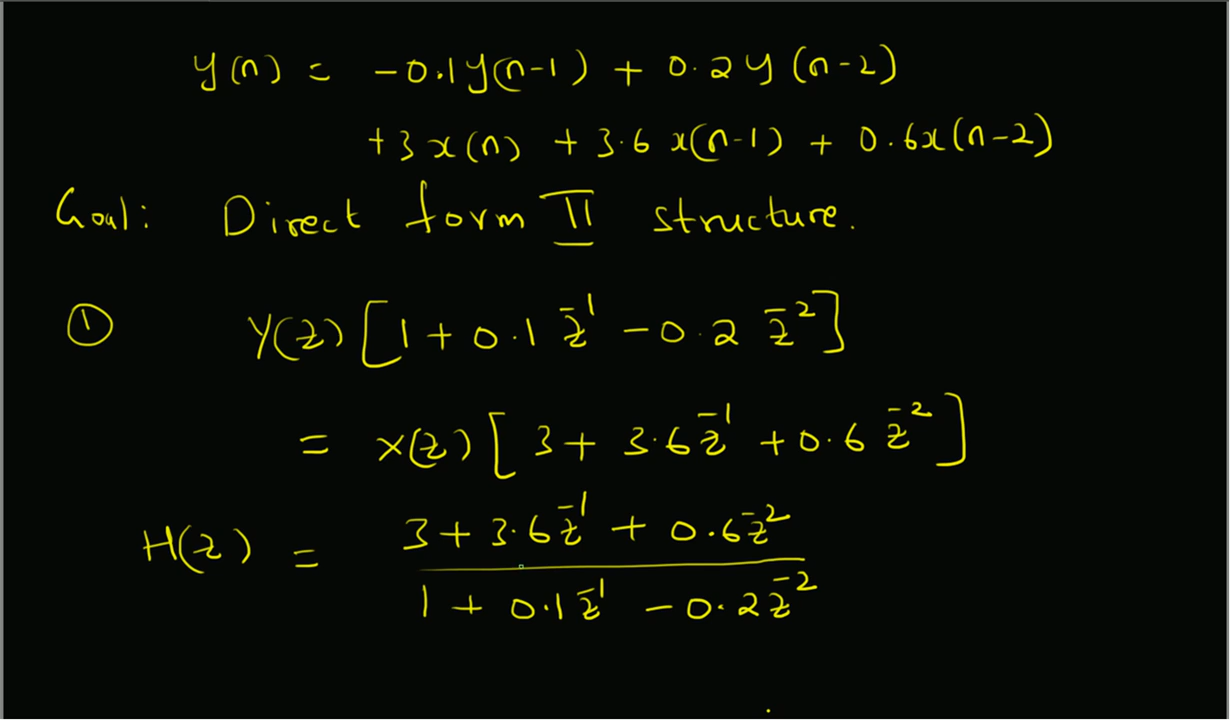 y(n) = -0.1y(n-1) + 0.2y(n-2)
+3x(n) + 3.6x(n-1) + 0.6x(n-2)
Goal: Direct form II structure.
① Y(z)[1 + 0.1z⁻¹ - 0.2z⁻²]
= X(z)[3 + 3.6z⁻¹ + 0.6z⁻²]
3 + 3.6z⁻¹ + 0.6z⁻²
H(z) =
1 + 0.1z⁻¹ - 0.2z⁻²